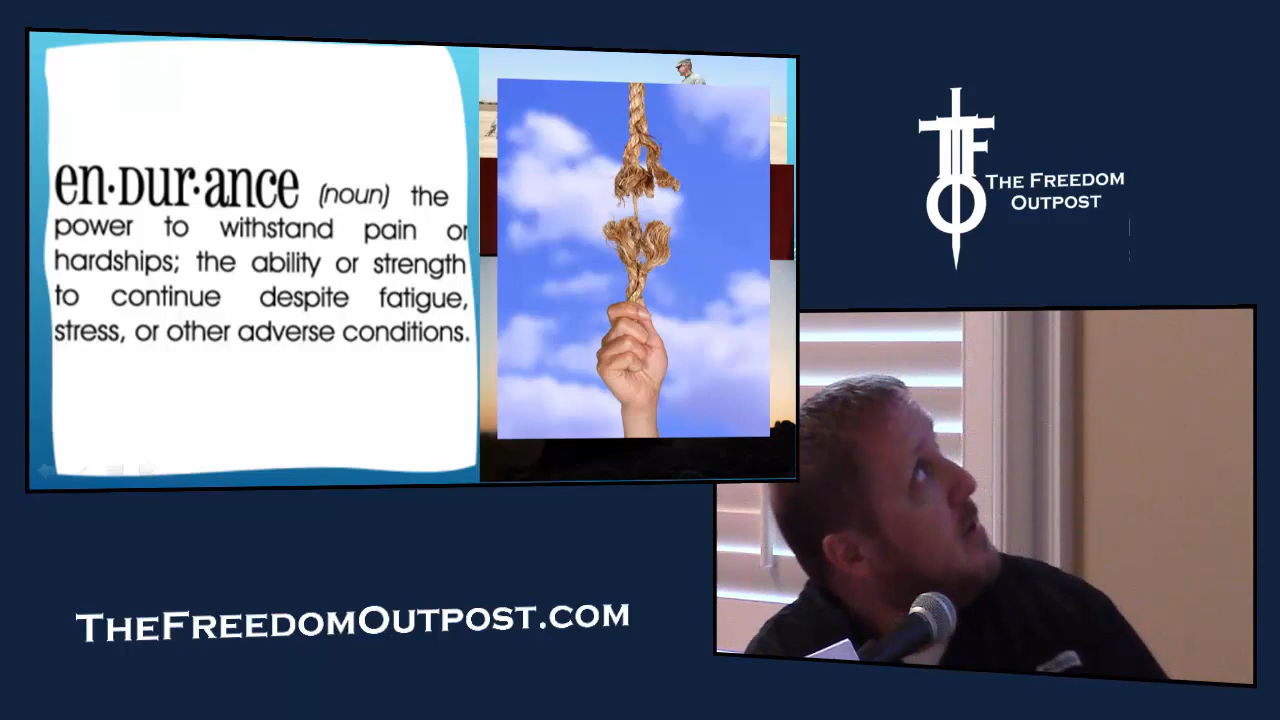 en·Dur·ance (noun) the
power to withstand pain or
hardships; the ability or strength
to continue despite fatigue,
stress, or other adverse conditions.
TFO
The Freedom
Outpost
TheFreedomOutpost.com